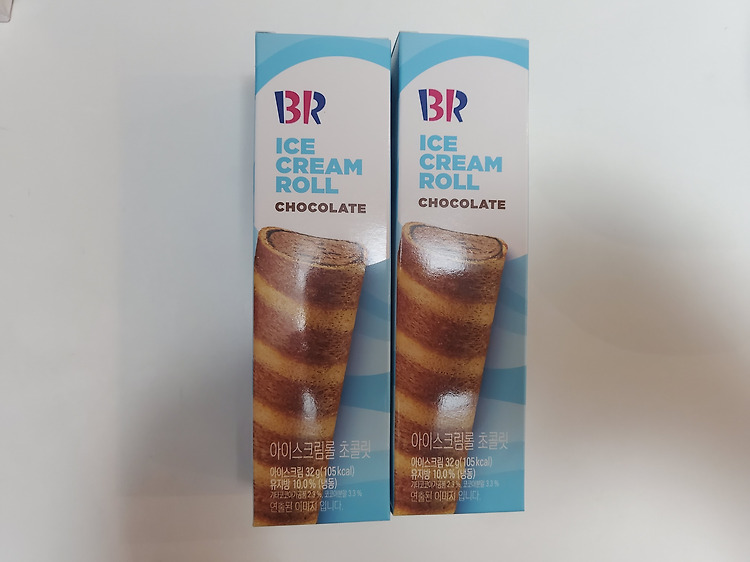 BR
ICE
CREAM
ROLL
CHOCOLATE
아이스크림롤 초콜릿
아이스크림 32 g(105 kcal)
유지방 10.0 % (냉동)
연출된 이미지 입니다.
BR
ICE
CREAM
ROLL
CHOCOLATE
아이스크림롤 초콜릿
아이스크림 32 g(105 kcal)
유지방 10.0 % (냉동)
연출된 이미지 입니다.